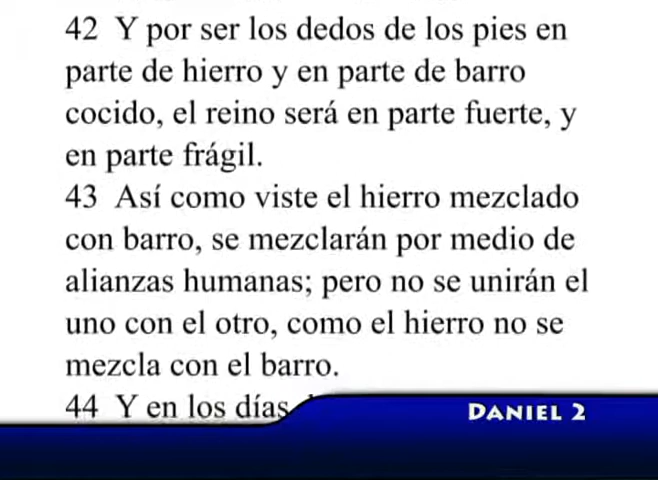 42 Y por ser los dedos de los pies en
parte de hierro y en parte de barro
cocido, el reino será en parte fuerte, y
en parte frágil.
43 Así como viste el hierro mezclado
con barro, se mezclarán por medio de
alianzas humanas; pero no se unirán el
uno con el otro, como el hierro no se
mezcla con el barro.
44 Y en los días
DANIEL 2